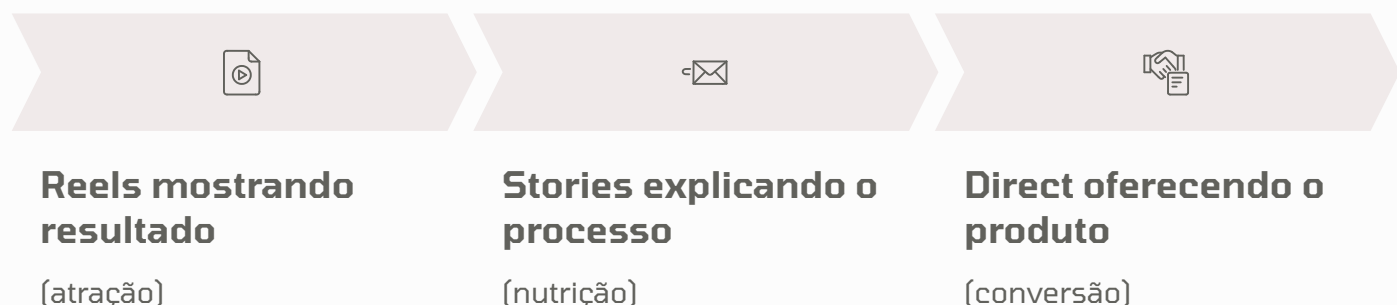 Reels mostrando
resultado
(atração)
Stories explicando o
processo
(nutrição)
Direct oferecendo o
produto
(conversão)